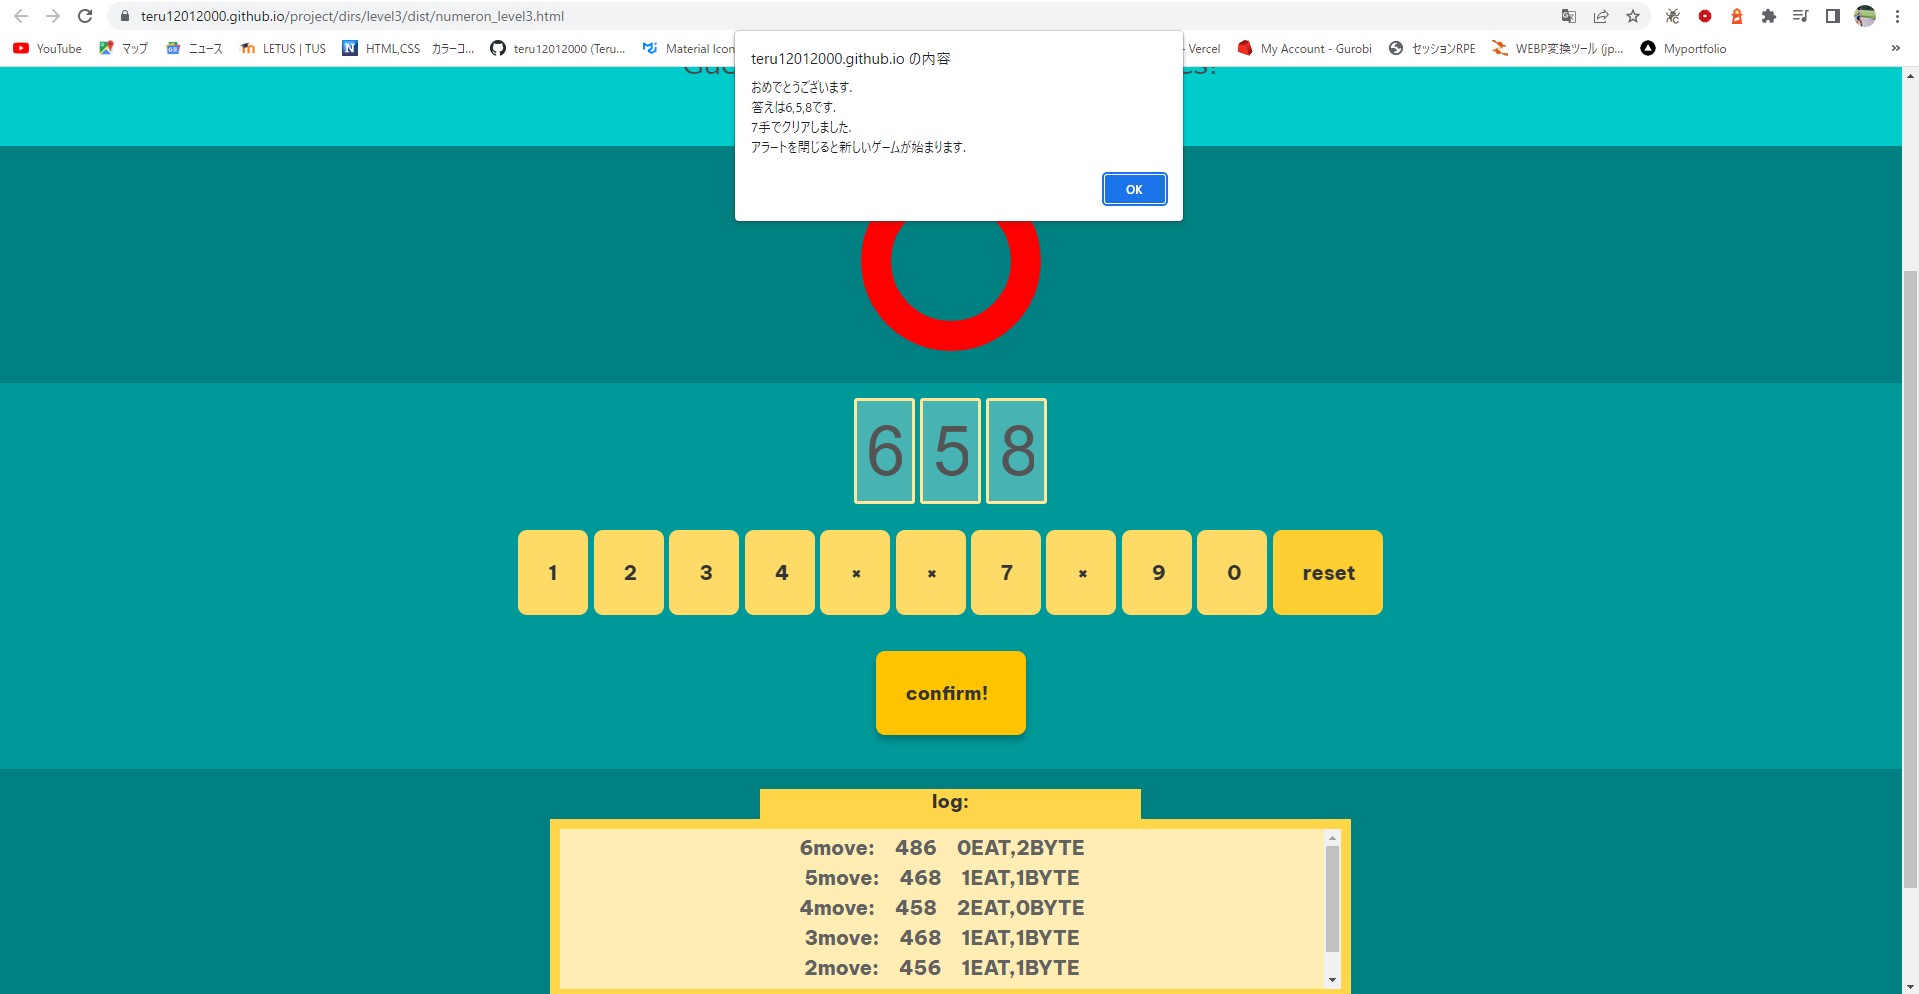 teru12012000.github.io/project/dirs/level3/dist/numeron_level3.html
YouTube マップ ニュース LETUS | TUS HTML,CSS カラーコ... teru12012000 (Teru... Material Icon - Vercel My Account - Gurobi セッションRPE WEBP変換ツール (jp... Myportfolio »
teru12012000.github.io の内容
おめでとうございます.
答えは6,5,8です.
7手でクリアしました.
アラートを閉じると新しいゲームが始まります.
OK
6 5 8
1 2 3 4 × × 7 × 9 0 reset
confirm!
log:
6move: 486 0EAT,2BYTE
5move: 468 1EAT,1BYTE
4move: 458 2EAT,0BYTE
3move: 468 1EAT,1BYTE
2move: 456 1EAT,1BYTE